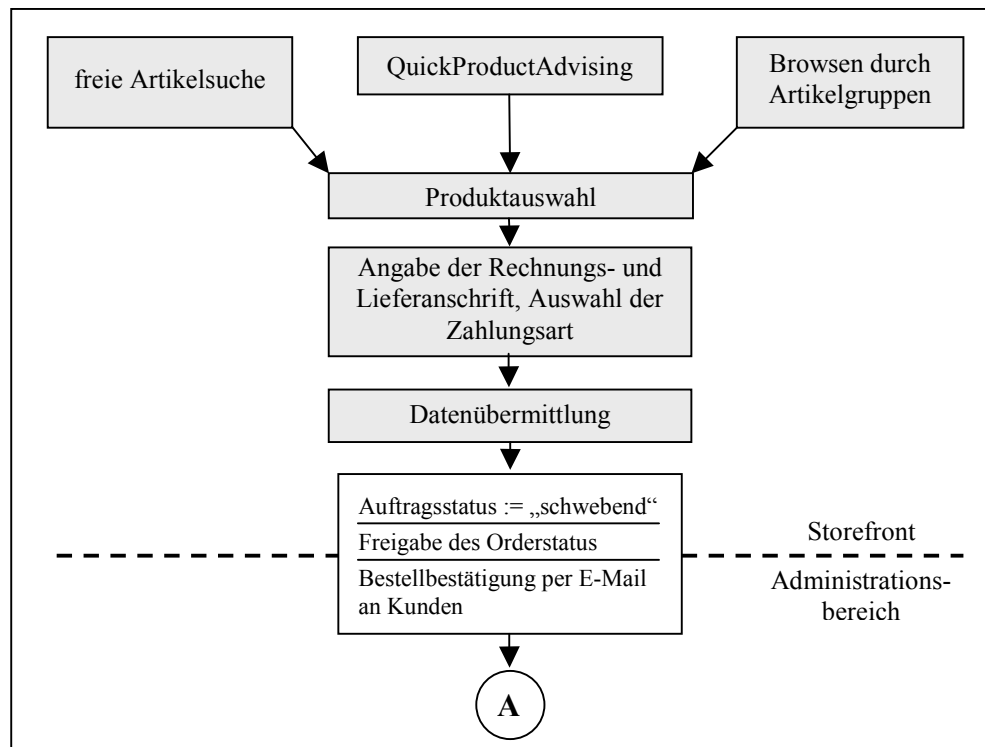 freie Artikelsuche
QuickProductAdvising
Browsen durch
Artikelgruppen
Produktauswahl
Angabe der Rechnungs- und
Lieferanschrift, Auswahl der
Zahlungsart
Datenübermittlung
Auftragsstatus := „schwebend“
Freigabe des Orderstatus
Bestellbestätigung per E-Mail
an Kunden
Storefront
Administrations-
bereich
A